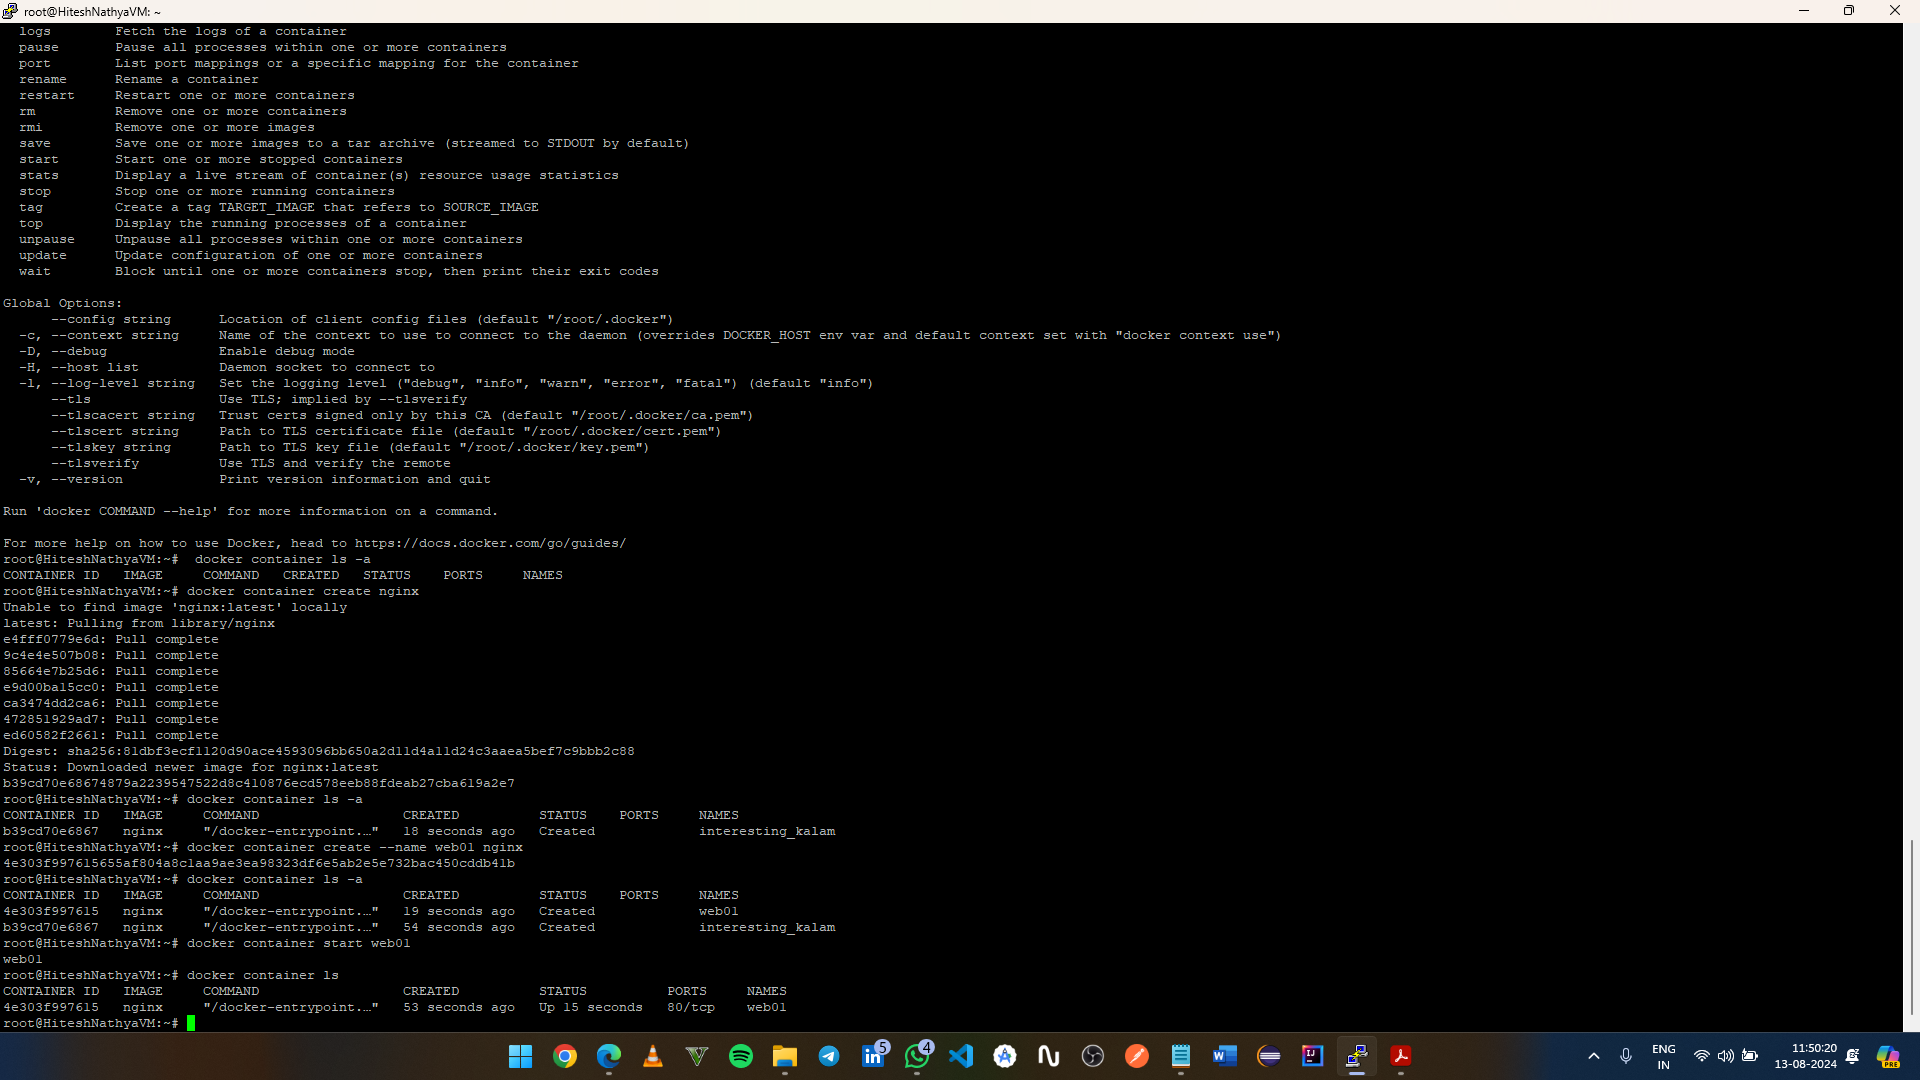 root@HiteshNathyaVM: ~
logs        Fetch the logs of a container
pause       Pause all processes within one or more containers
port        List port mappings or a specific mapping for the container
rename      Rename a container
restart     Restart one or more containers
rm          Remove one or more containers
rmi         Remove one or more images
save        Save one or more images to a tar archive (streamed to STDOUT by default)
start       Start one or more stopped containers
stats       Display a live stream of container(s) resource usage statistics
stop        Stop one or more running containers
tag         Create a tag TARGET_IMAGE that refers to SOURCE_IMAGE
top         Display the running processes of a container
unpause     Unpause all processes within one or more containers
update      Update configuration of one or more containers
wait        Block until one or more containers stop, then print their exit codes
Global Options:
      --config string      Location of client config files (default "/root/.docker")
  -c, --context string     Name of the context to use to connect to the daemon (overrides DOCKER_HOST env var and default context set with "docker context use")
  -D, --debug              Enable debug mode
  -H, --host list          Daemon socket to connect to
  -l, --log-level string   Set the logging level ("debug", "info", "warn", "error", "fatal") (default "info")
      --tls                Use TLS; implied by --tlsverify
      --tlscacert string   Trust certs signed only by this CA (default "/root/.docker/ca.pem")
      --tlscert string     Path to TLS certificate file (default "/root/.docker/cert.pem")
      --tlskey string      Path to TLS key file (default "/root/.docker/key.pem")
      --tlsverify          Use TLS and verify the remote
  -v, --version            Print version information and quit
Run 'docker COMMAND --help' for more information on a command.
For more help on how to use Docker, head to https://docs.docker.com/go/guides/
root@HiteshNathyaVM:~#  docker container ls -a
CONTAINER ID   IMAGE     COMMAND   CREATED   STATUS    PORTS     NAMES
root@HiteshNathyaVM:~# docker container create nginx
Unable to find image 'nginx:latest' locally
latest: Pulling from library/nginx
e4fff0779e6d: Pull complete
9c4e4e507b08: Pull complete
85664e7b25d6: Pull complete
e9d00ba15cc0: Pull complete
ca3474dd2ca6: Pull complete
472851929ad7: Pull complete
ed60582f2661: Pull complete
Digest: sha256:81dbf3ecf1120d90ace4593096bb650a2d11d4a11d24c3aaea5bef7c9bbb2c88
Status: Downloaded newer image for nginx:latest
b39cd70e68674879a2239547522d8c410876ecd578eeb88fdeab27cba619a2e7
root@HiteshNathyaVM:~# docker container ls -a
CONTAINER ID   IMAGE     COMMAND                  CREATED          STATUS    PORTS     NAMES
b39cd70e6867   nginx     "/docker-entrypoint.…"   18 seconds ago   Created             interesting_kalam
root@HiteshNathyaVM:~# docker container create --name web01 nginx
4e303f997615655af804a8c1aa9ae3ea98323df6e5ab2e5e732bac450cddb41b
root@HiteshNathyaVM:~# docker container ls -a
CONTAINER ID   IMAGE     COMMAND                  CREATED          STATUS    PORTS     NAMES
4e303f997615   nginx     "/docker-entrypoint.…"   19 seconds ago   Created             web01
b39cd70e6867   nginx     "/docker-entrypoint.…"   54 seconds ago   Created             interesting_kalam
root@HiteshNathyaVM:~# docker container start web01
web01
root@HiteshNathyaVM:~# docker container ls
CONTAINER ID   IMAGE     COMMAND                  CREATED          STATUS          PORTS     NAMES
4e303f997615   nginx     "/docker-entrypoint.…"   53 seconds ago   Up 15 seconds   80/tcp    web01
root@HiteshNathyaVM:~#
5
4
ENG
IN
11:50:20
13-08-2024
PRE